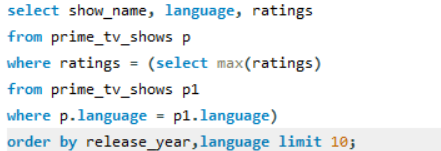 select show_name, language, ratings
from prime_tv_shows p
where ratings = (select max(ratings)
from prime_tv_shows p1
where p.language = p1.language)
order by release_year,language limit 10;